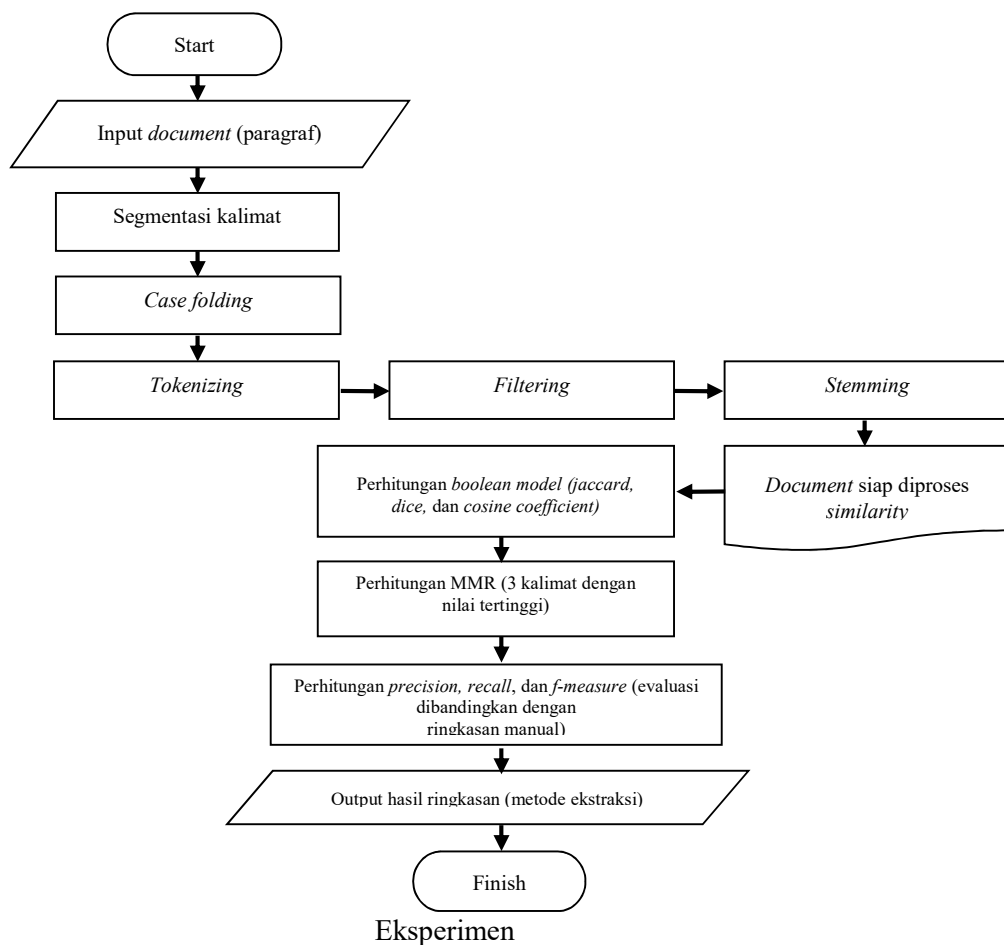 Start
Input document (paragraf)
Segmentasi kalimat
Case folding
Tokenizing
Filtering
Stemming
Document siap diproses
similarity
Perhitungan boolean model (jaccard,
dice, dan cosine coefficient)
Perhitungan MMR (3 kalimat dengan
nilai tertinggi)
Perhitungan precision, recall, dan f-measure (evaluasi
dibandingkan dengan
ringkasan manual)
Output hasil ringkasan (metode ekstraksi)
Finish
Eksperimen